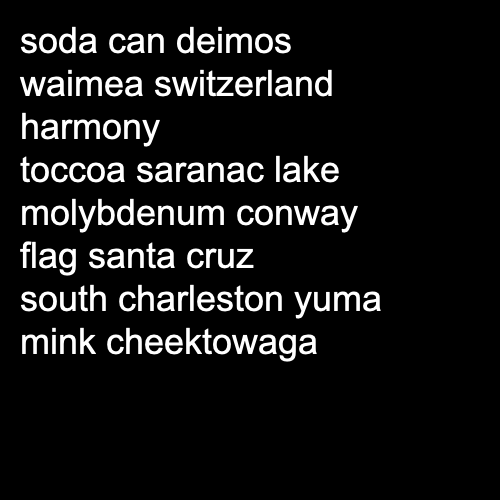 soda can deimos
waimea switzerland
harmony
toccoa saranac lake
molybdenum conway
flag santa cruz
south charleston yuma
mink cheektowaga